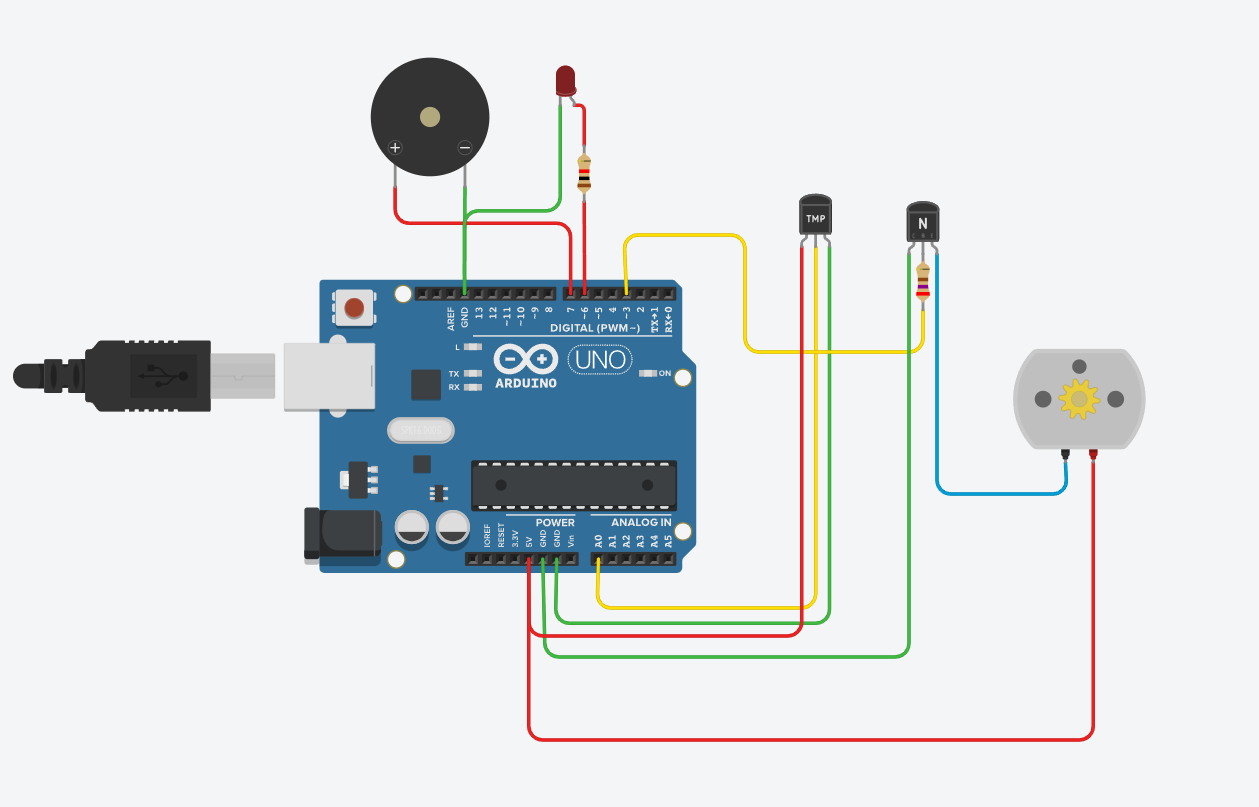 + −
TMP
N
AREF
GND
13
12
~11
~10
~9
8
7
~6
~5
4
~3
2
TX→1
RX←0
DIGITAL (PWM~)
L
TX
RX
UNO
ON
ARDUINO
POWER
ANALOG IN
IOREF
RESET
3.3V
5V
GND
GND
Vin
A0
A1
A2
A3
A4
A5